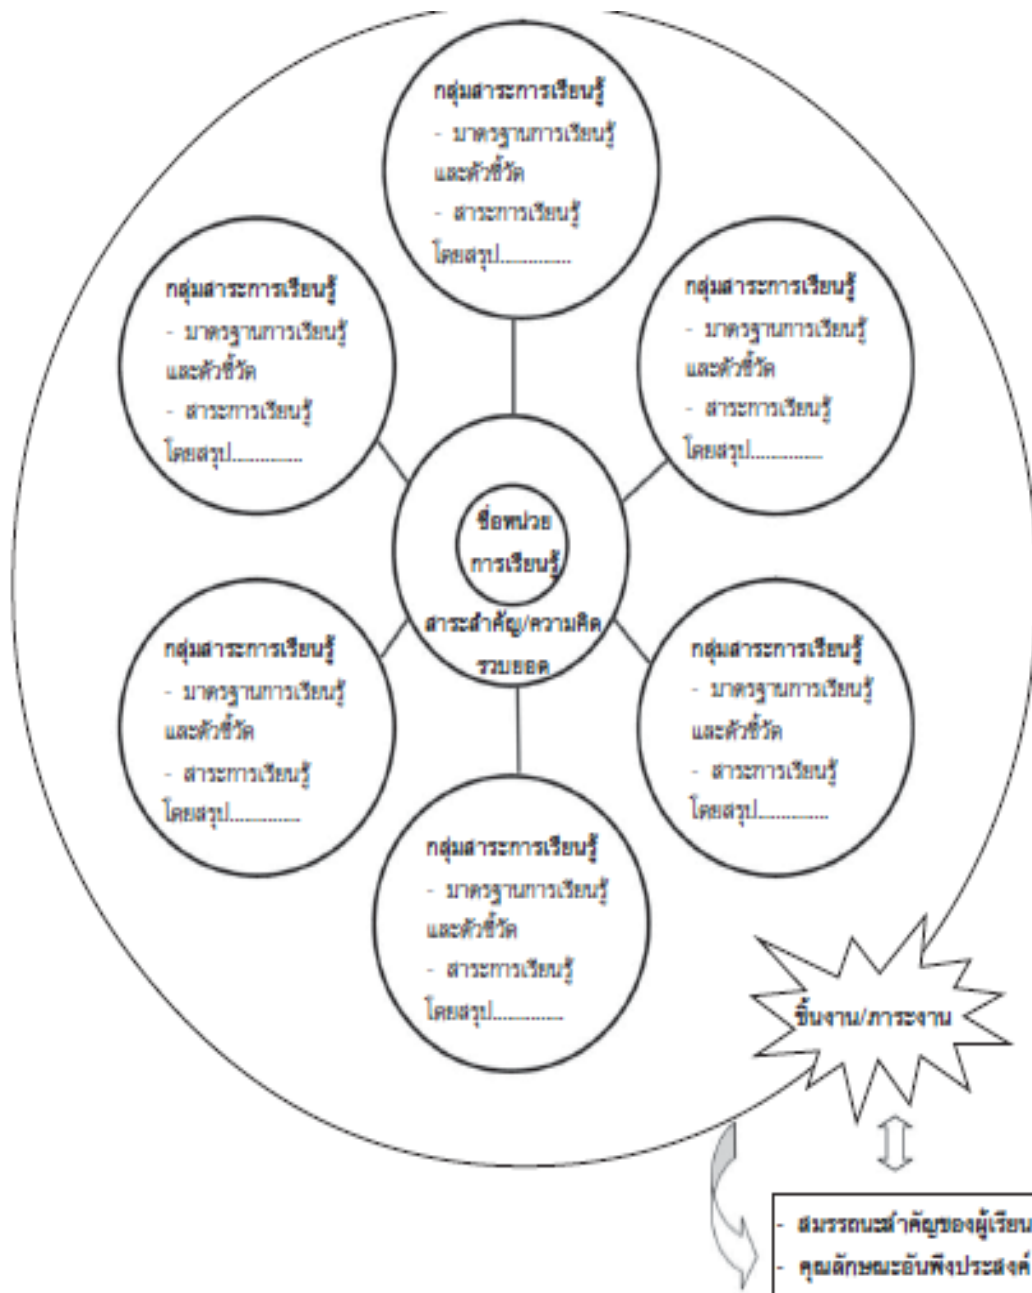 กลุ่มสาระการเรียนรู้
- มาตรฐานการเรียนรู้
และตัวชี้วัด
- สาระการเรียนรู้
โดยสรุป...............
กลุ่มสาระการเรียนรู้
- มาตรฐานการเรียนรู้
และตัวชี้วัด
- สาระการเรียนรู้
โดยสรุป...............
กลุ่มสาระการเรียนรู้
- มาตรฐานการเรียนรู้
และตัวชี้วัด
- สาระการเรียนรู้
โดยสรุป...............
ชื่อหน่วย
การเรียนรู้
สาระสำคัญ/ความคิด
รวบยอด
กลุ่มสาระการเรียนรู้
- มาตรฐานการเรียนรู้
และตัวชี้วัด
- สาระการเรียนรู้
โดยสรุป...............
กลุ่มสาระการเรียนรู้
- มาตรฐานการเรียนรู้
และตัวชี้วัด
- สาระการเรียนรู้
โดยสรุป...............
กลุ่มสาระการเรียนรู้
- มาตรฐานการเรียนรู้
และตัวชี้วัด
- สาระการเรียนรู้
โดยสรุป...............
ชิ้นงาน/ภาระงาน
- สมรรถนะสำคัญของผู้เรียน
- คุณลักษณะอันพึงประสงค์